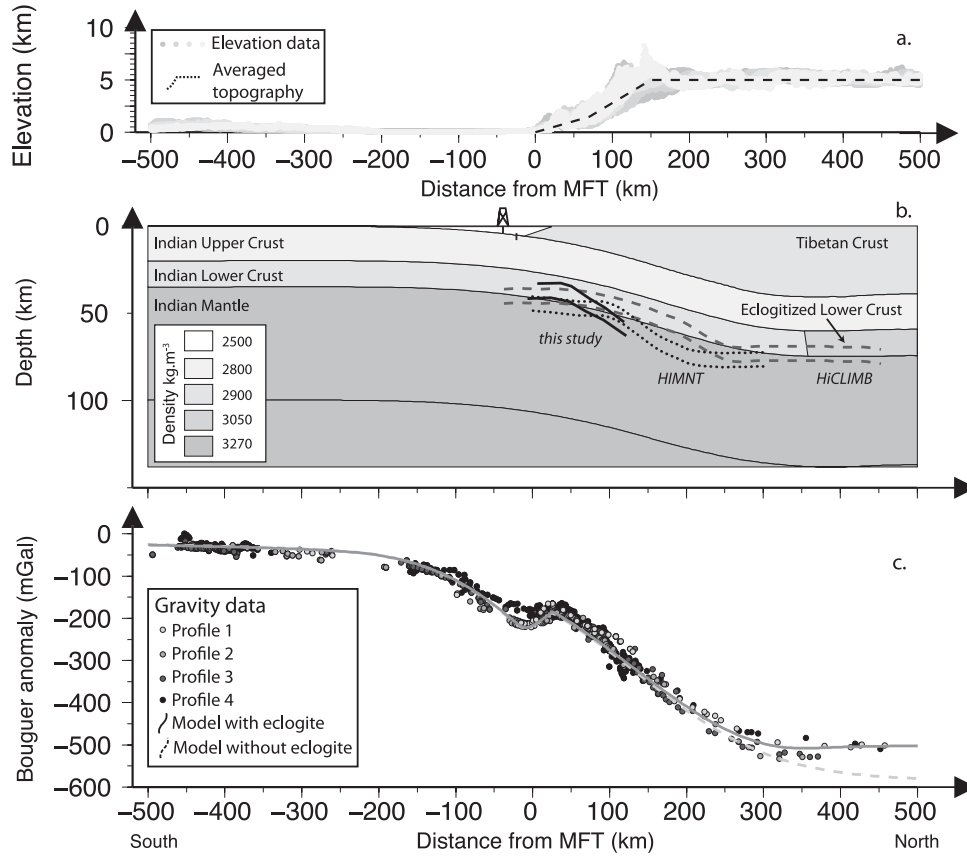 a.
Elevation (km)
10
5
0
Elevation data
Averaged
topography
−500 −400 −300 −200 −100 0 100 200 300 400 500
Distance from MFT (km)
b.
Depth (km)
0
50
100
Indian Upper Crust
Tibetan Crust
Indian Lower Crust
Indian Mantle
Eclogitized Lower Crust
this study
HIMNT
HiCLIMB
Density kg.m⁻³
2500
2800
2900
3050
3270
c.
Bouguer anomaly (mGal)
0
−100
−200
−300
−400
−500
−600
Gravity data
Profile 1
Profile 2
Profile 3
Profile 4
Model with eclogite
Model without eclogite
−500 −400 −300 −200 −100 0 100 200 300 400 500
South Distance from MFT (km) North